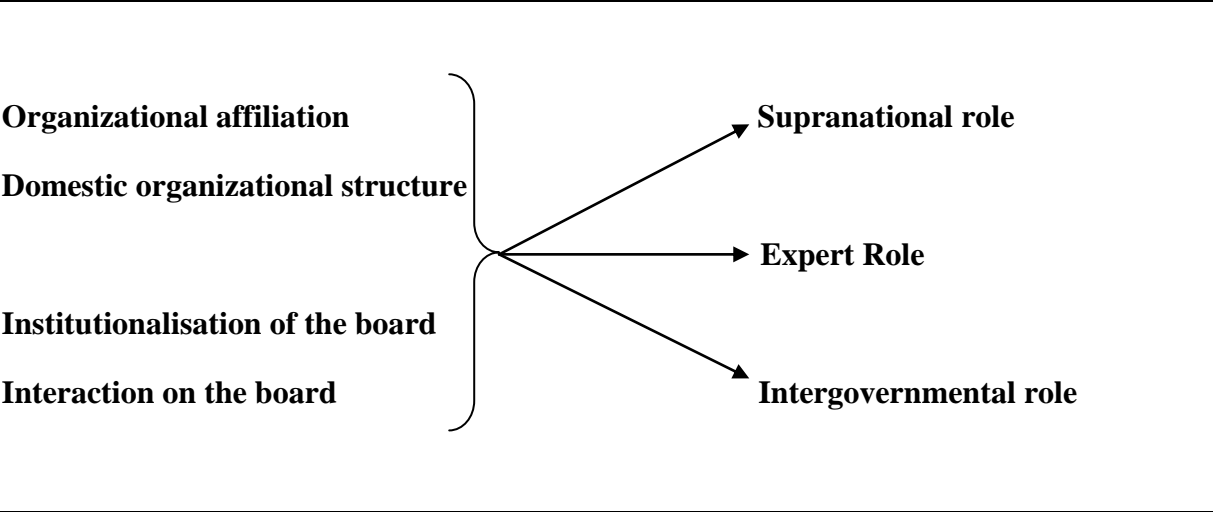 Organizational affiliation
Domestic organizational structure
Institutionalisation of the board
Interaction on the board
Supranational role
Expert Role
Intergovernmental role